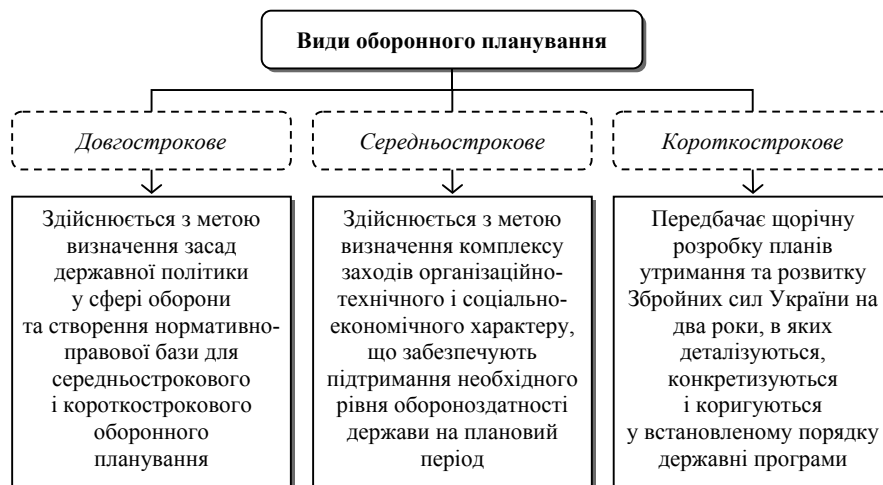 Види оборонного планування
Довгострокове
Середньострокове
Короткострокове
Здійснюється з метою
визначення засад
державної політики
у сфері оборони
та створення нормативно-
правової бази для
середньострокового
і короткострокового
оборонного
планування
Здійснюється з метою
визначення комплексу
заходів організаційно-
технічного і соціально-
економічного характеру,
що забезпечують
підтримання необхідного
рівня обороноздатності
держави на плановий
період
Передбачає щорічну
розробку планів
утримання та розвитку
Збройних сил України на
два роки, в яких
деталізуються,
конкретизуються
і коригуються
у встановленому порядку
державні програми